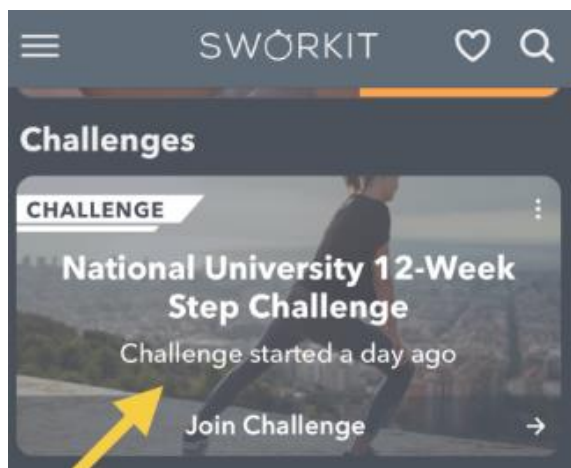 SWORKIT
Challenges
CHALLENGE
National University 12-Week
Step Challenge
Challenge started a day ago
Join Challenge